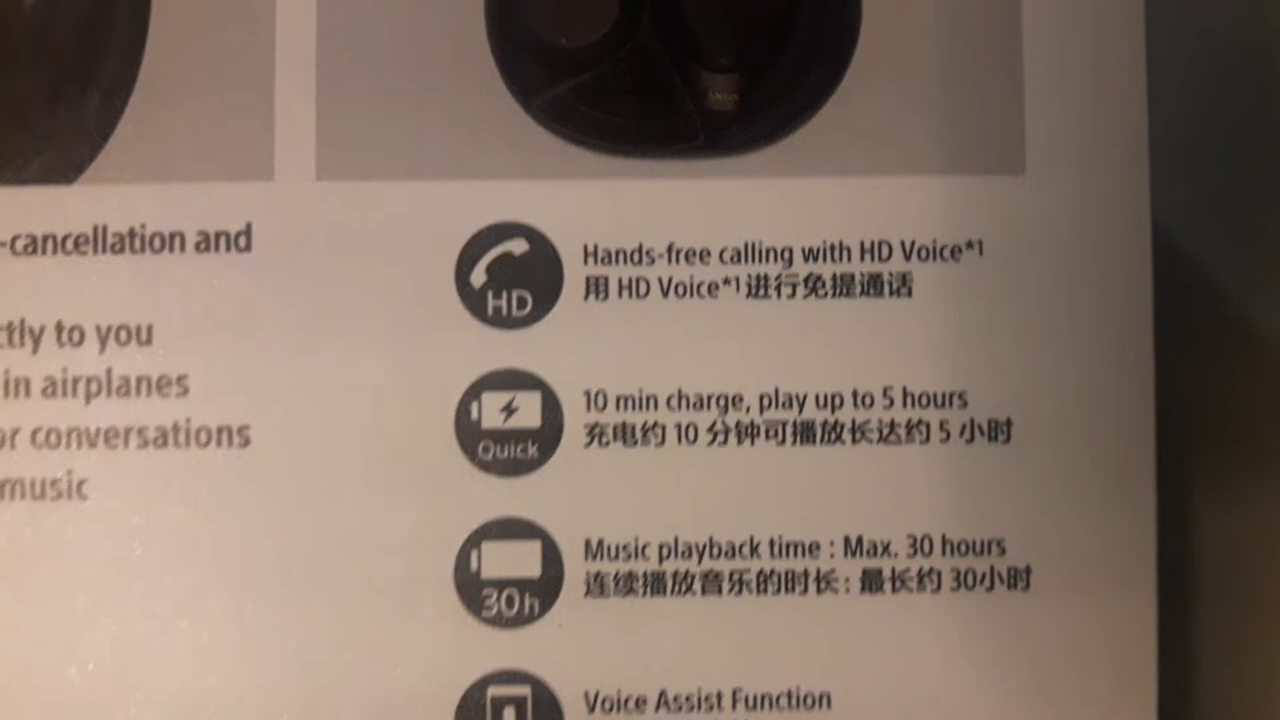 -cancellation and
ctly to you
in airplanes
or conversations
music
HD
Hands-free calling with HD Voice*1
用 HD Voice*1进行免提通话
Quick
10 min charge, play up to 5 hours
充电约 10 分钟可播放长达约 5 小时
30h
Music playback time : Max. 30 hours
连续播放音乐的时长: 最长约 30小时
Voice Assist Function